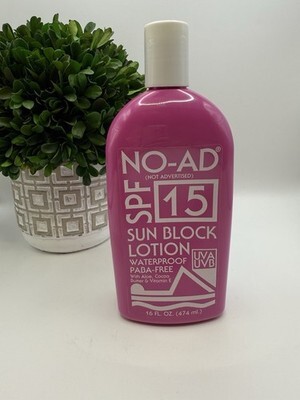 NO-AD®
(NOT ADVERTISED)
SPF 15
SUN BLOCK
LOTION
WATERPROOF
PABA-FREE
With Aloe, Cocoa
Butter & Vitamin E
UVA
UVB
16 FL. OZ. (474 mL)